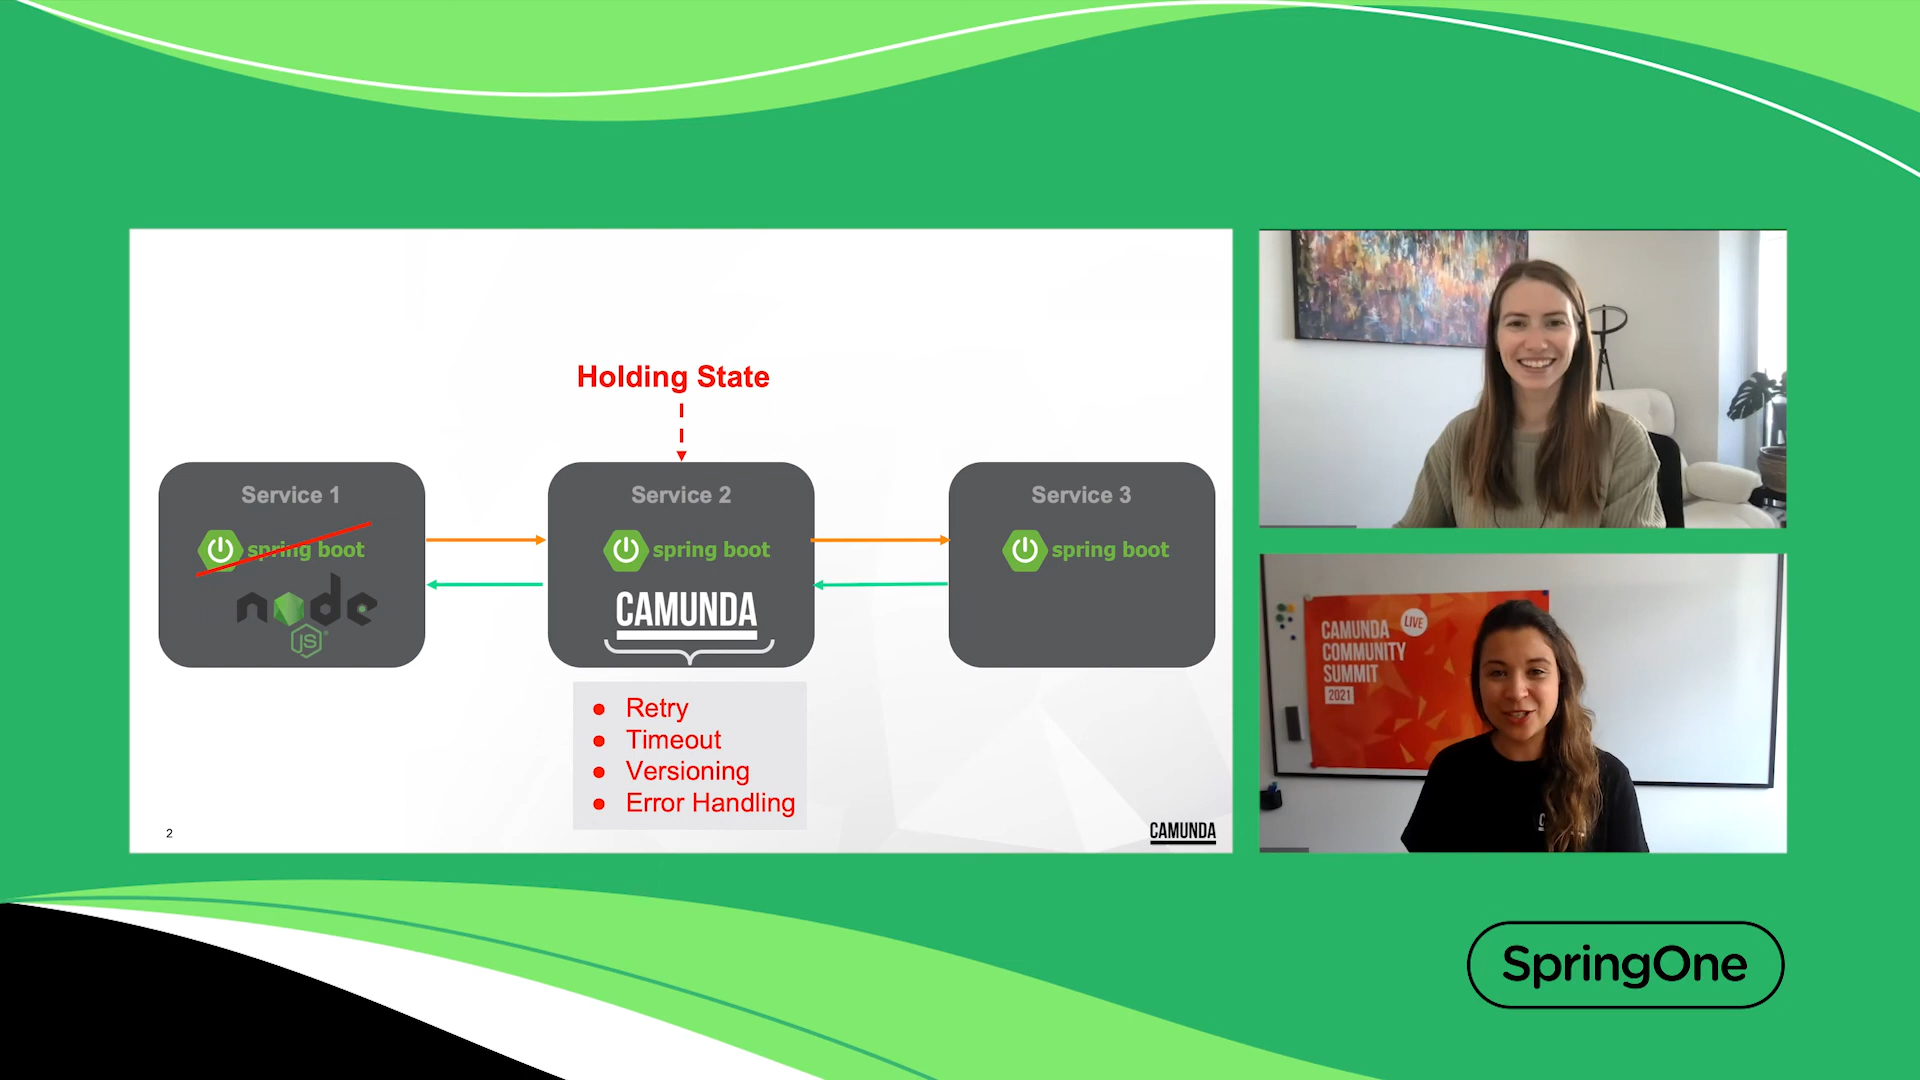 Holding State
Service 1
spring boot
node
JS
Service 2
spring boot
CAMUNDA
Service 3
spring boot
● Retry
● Timeout
● Versioning
● Error Handling
2
CAMUNDA
CAMUNDA LIVE
COMMUNITY
SUMMIT
2021
SpringOne